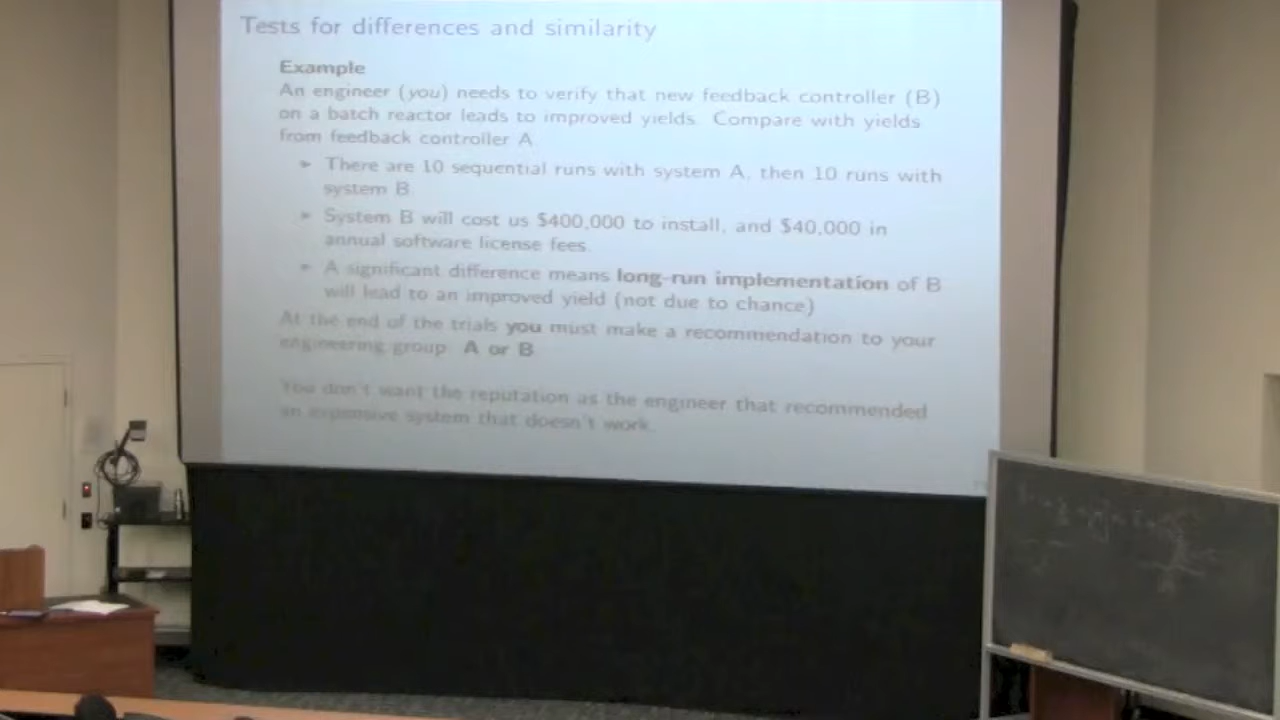 Tests for differences and similarity
Example
An engineer (you) needs to verify that new feedback controller (B)
on a batch reactor leads to improved yields. Compare with yields
from feedback controller A
► There are 10 sequential runs with system A, then 10 runs with
system B
► System B will cost us $400,000 to install, and $40,000 in
annual software license fees.
► A significant difference means long-run implementation of B
will lead to an improved yield (not due to chance)
At the end of the trials you must make a recommendation to your
engineering group A or B
You don't want the reputation as the engineer that recommended
an expensive system that doesn't work.